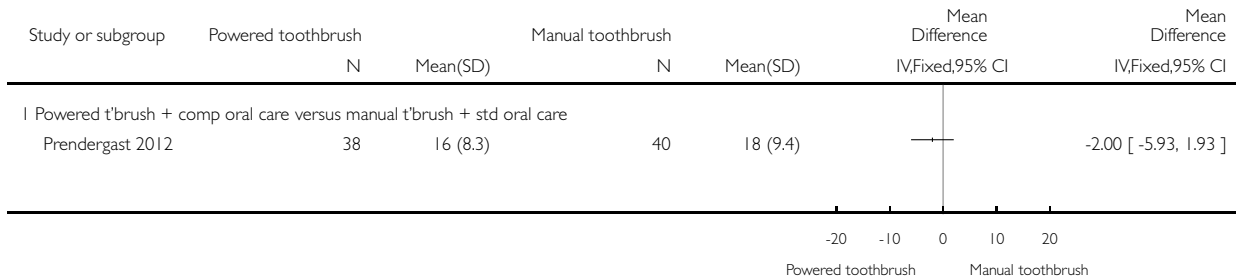 Study or subgroup Powered toothbrush Manual toothbrush Mean Difference Mean Difference
N Mean(SD) N Mean(SD) IV,Fixed,95% CI IV,Fixed,95% CI
1 Powered t'brush + comp oral care versus manual t'brush + std oral care
Prendergast 2012 38 16 (8.3) 40 18 (9.4) -2.00 [ -5.93, 1.93 ]
-20 -10 0 10 20
Powered toothbrush Manual toothbrush